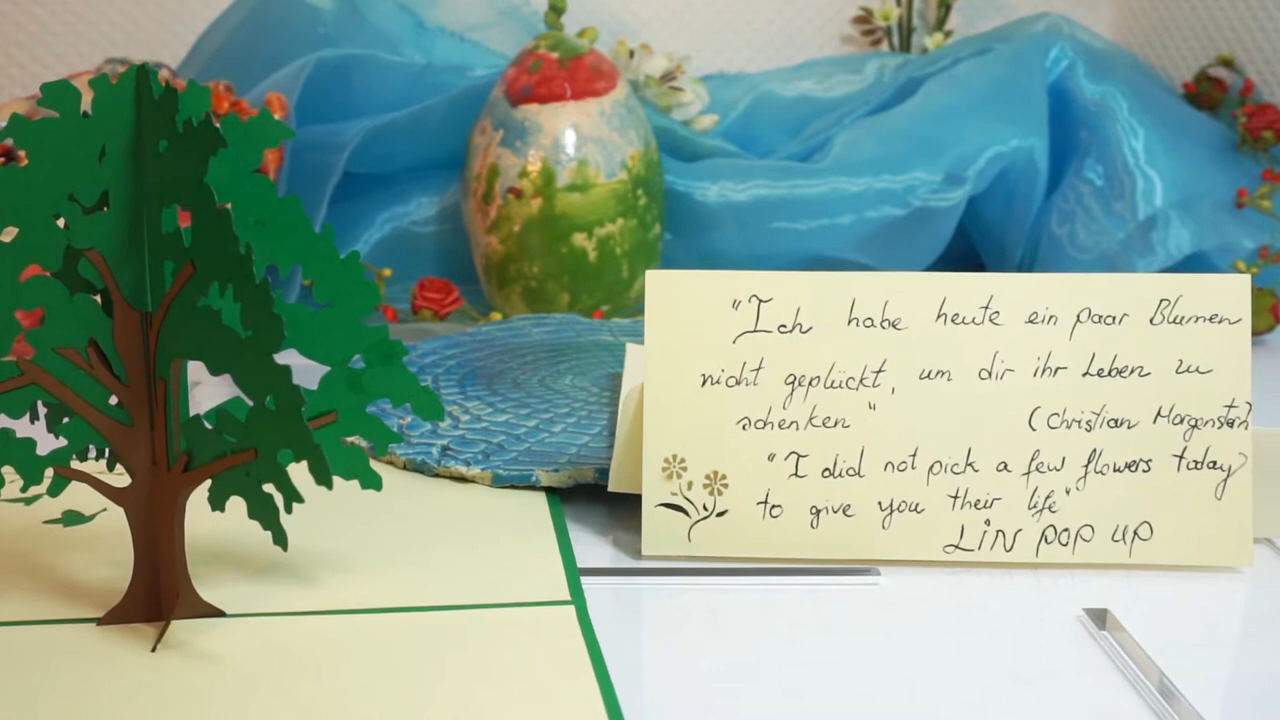 "Ich habe heute ein paar Blumen
nicht geplückt, um dir ihr Leben zu
schenken"
(Christian Morgenstern)
"I did not pick a few flowers today
to give you their life"
LiN POP UP